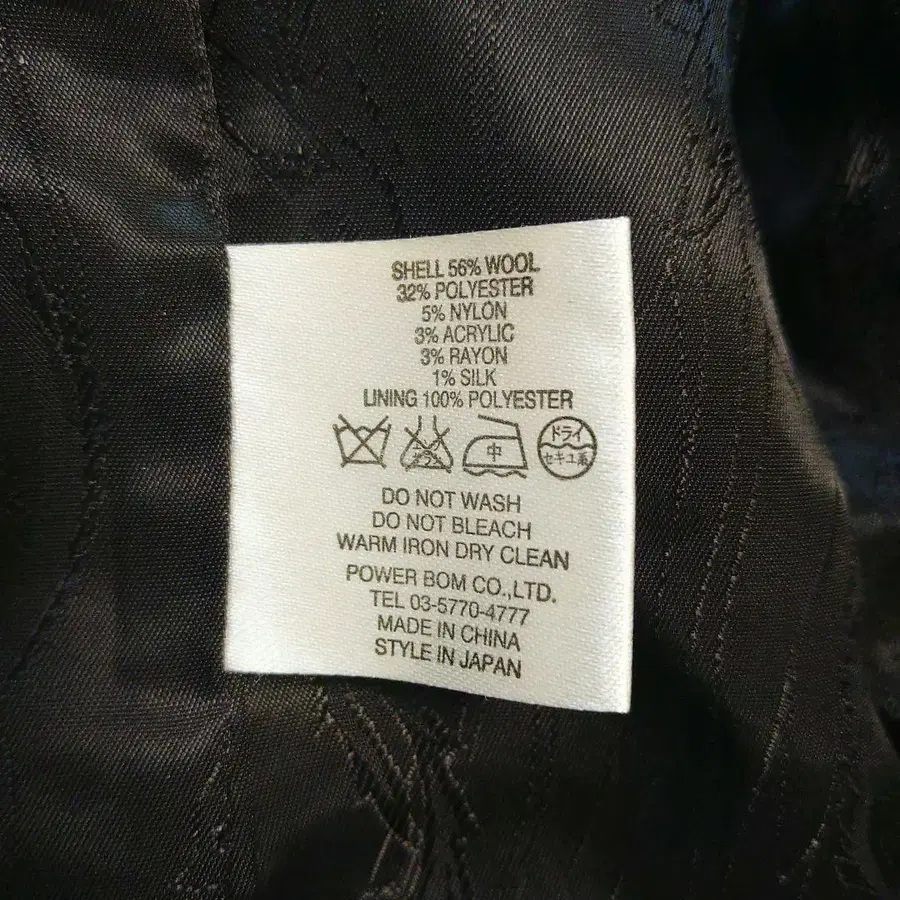 SHELL 56% WOOL
32% POLYESTER
5% NYLON
3% ACRYLIC
3% RAYON
1% SILK
LINING 100% POLYESTER
中
ドライ
セキユ系
DO NOT WASH
DO NOT BLEACH
WARM IRON DRY CLEAN
POWER BOM CO.,LTD.
TEL 03-5770-4777
MADE IN CHINA
STYLE IN JAPAN